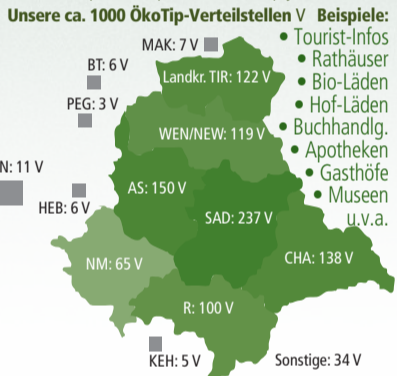 Unsere ca. 1000 ÖkoTip-Verteilstellen V Beispiele:
• Tourist-Infos
• Rathäuser
• Bio-Läden
• Hof-Läden
• Buchhandlg.
• Apotheken
• Gasthöfe
• Museen
u.v.a.
MAK: 7 V
BT: 6 V
Landkr. TIR: 122 V
PEG: 3 V
WEN/NEW: 119 V
N: 11 V
AS: 150 V
HEB: 6 V
SAD: 237 V
NM: 65 V
CHA: 138 V
R: 100 V
KEH: 5 V
Sonstige: 34 V